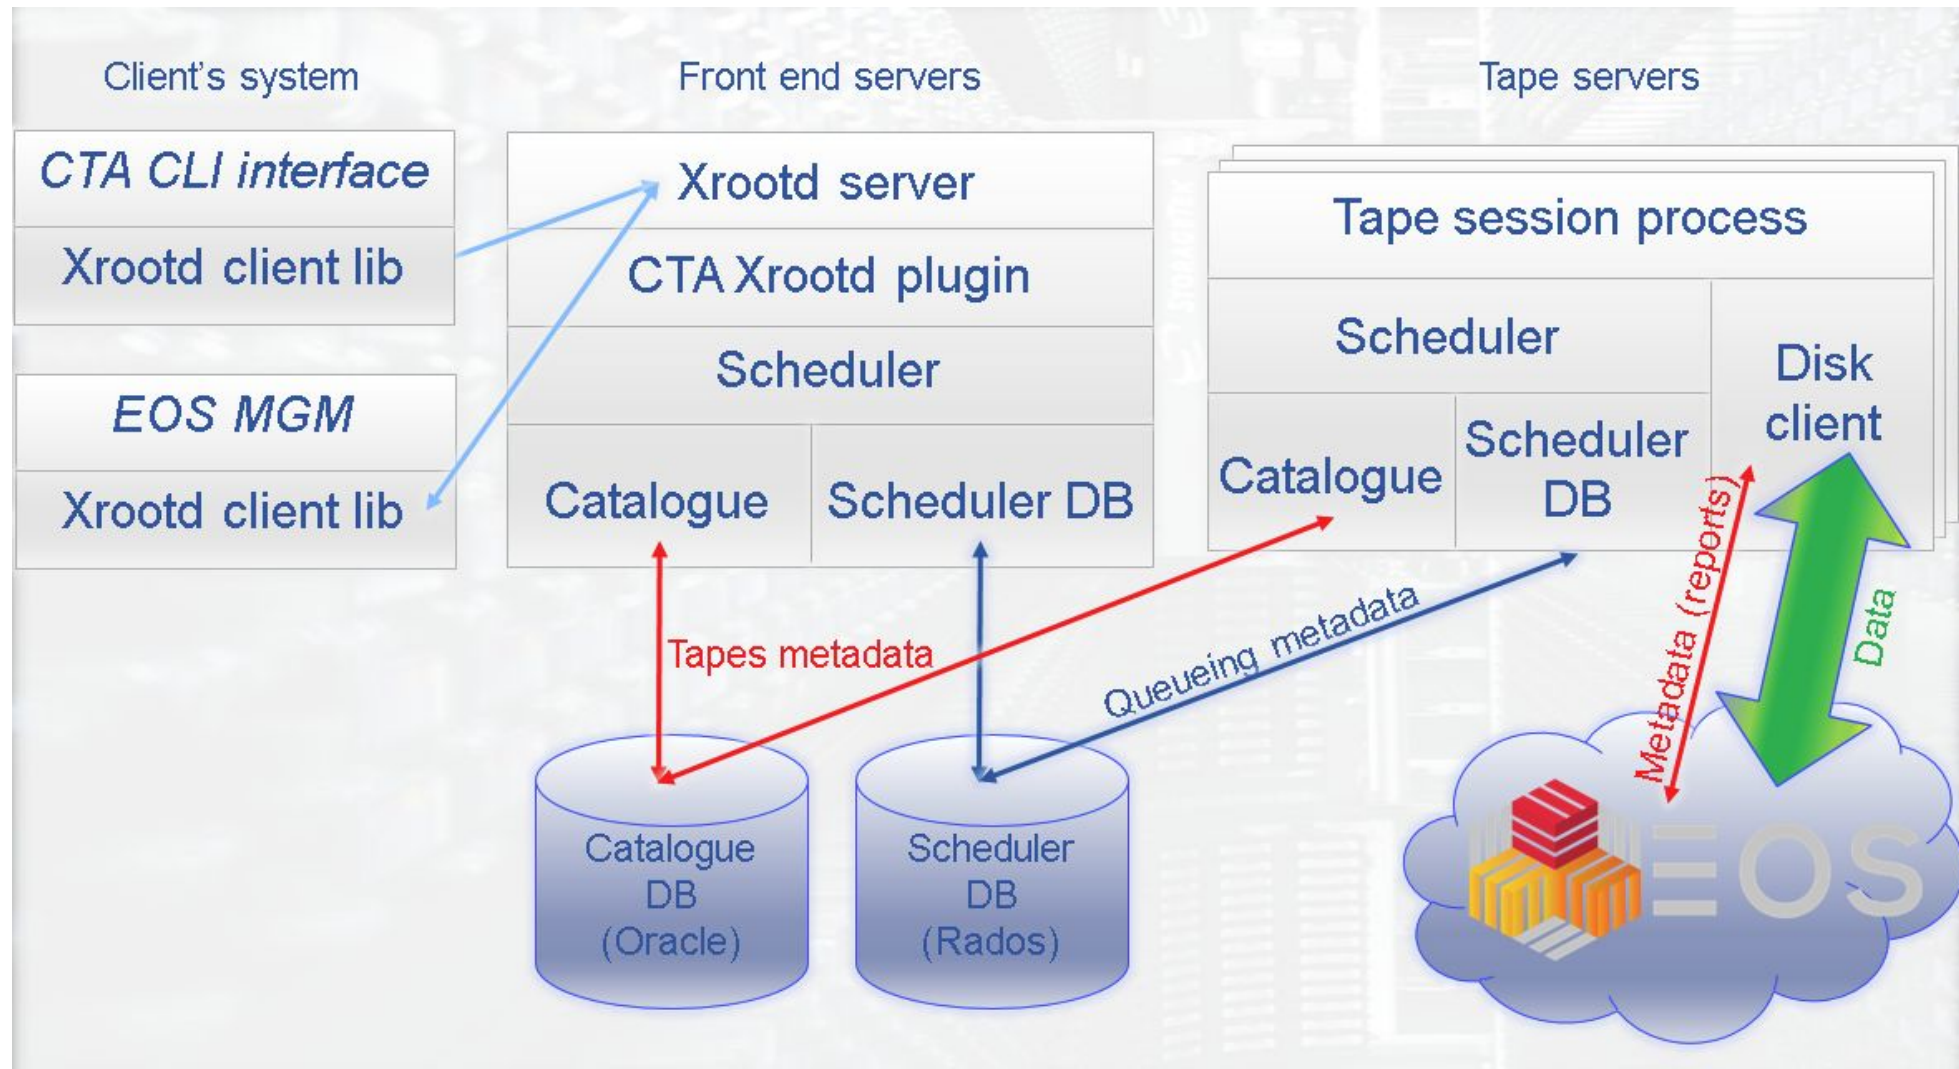 Client's system
Front end servers
Tape servers
CTA CLI interface
Xrootd client lib
EOS MGM
Xrootd client lib
Xrootd server
CTA Xrootd plugin
Scheduler
Catalogue
Scheduler DB
Tape session process
Scheduler
Disk
client
Catalogue
Scheduler
DB
Tapes metadata
Queueing metadata
Metadata (reports)
Data
Catalogue
DB
(Oracle)
Scheduler
DB
(Rados)
EOS
STORAGETEK